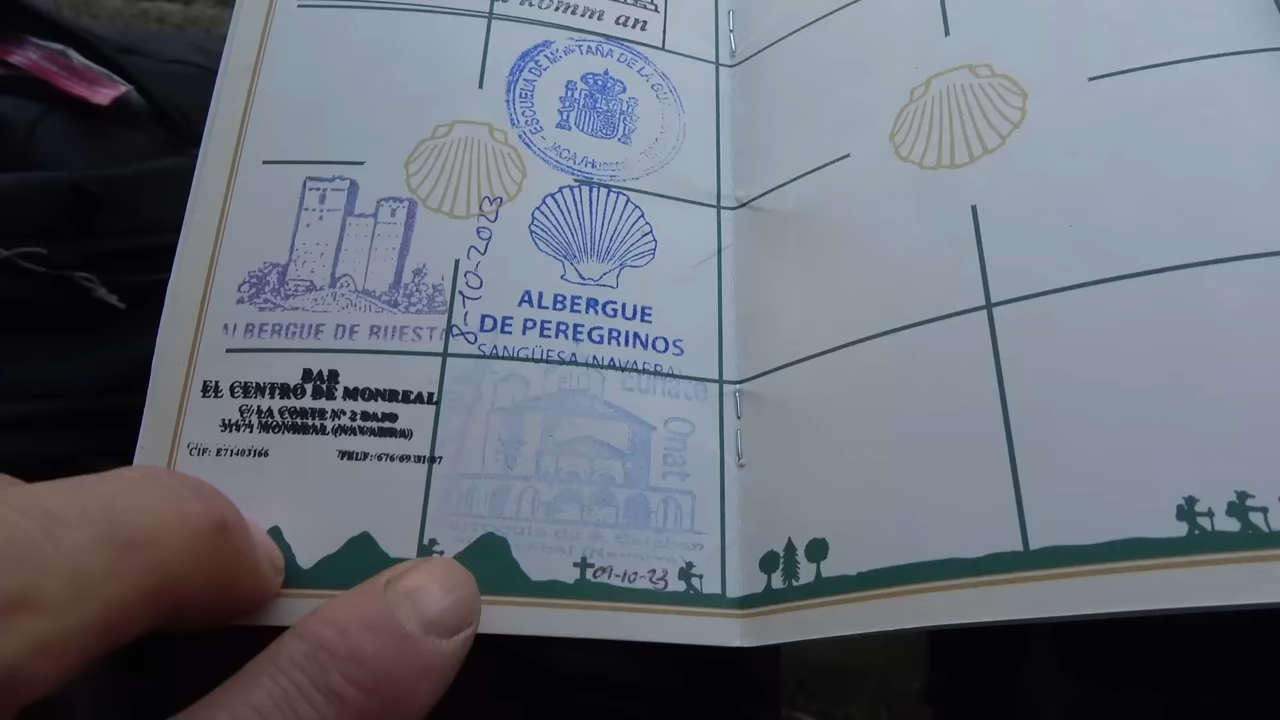 komm an
ESCUELA DE MONTAÑA DE LA
JACA (Huesca)
8-10-2023
ALBERGUE DE RUESTA
ALBERGUE
DE PEREGRINOS
SANGÜESA (NAVARRA)
BAR
EL CENTRO DE MONREAL
C/ LA CORTE Nº 2 BAJO
31471 MONREAL (NAVARRA)
CIF: E71403166
TELF: 676
Eunate
Onat
09-10-23